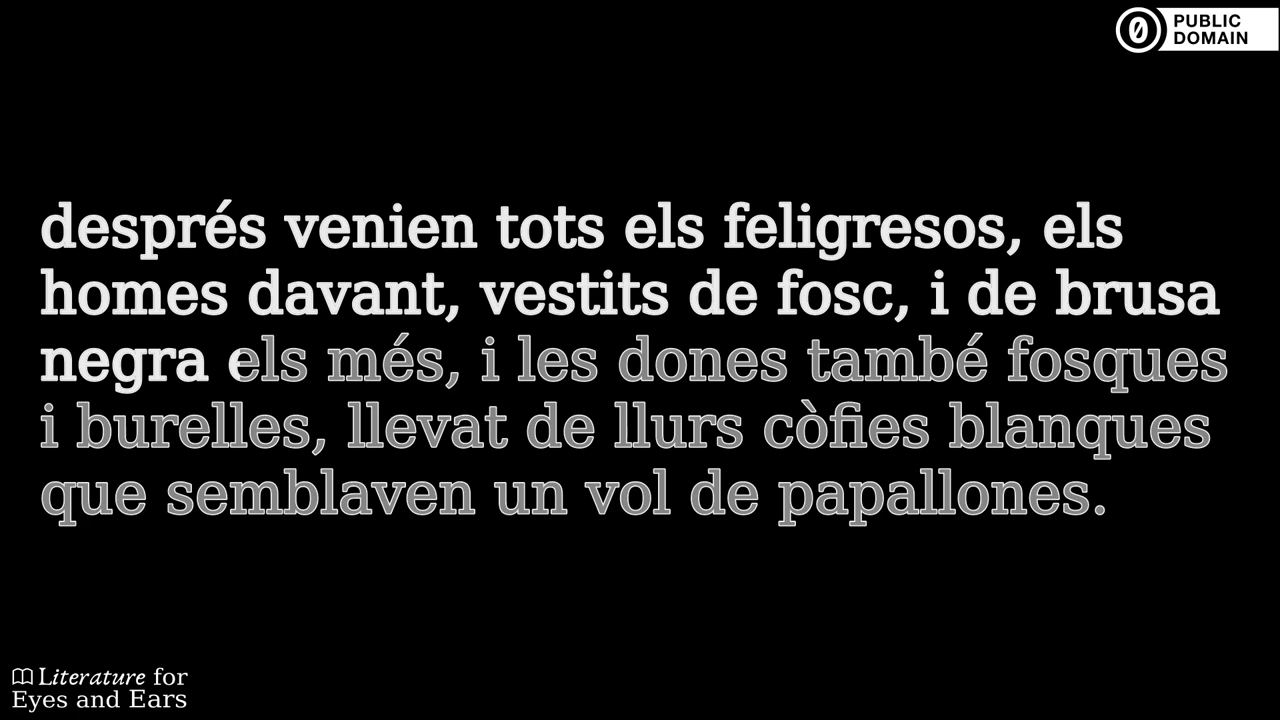 PUBLIC
DOMAIN
després venien tots els feligresos, els
homes davant, vestits de fosc, i de brusa
negra els més, i les dones també fosques
i burelles, llevat de llurs còfies blanques
que semblaven un vol de papallones.
Literature for
Eyes and Ears